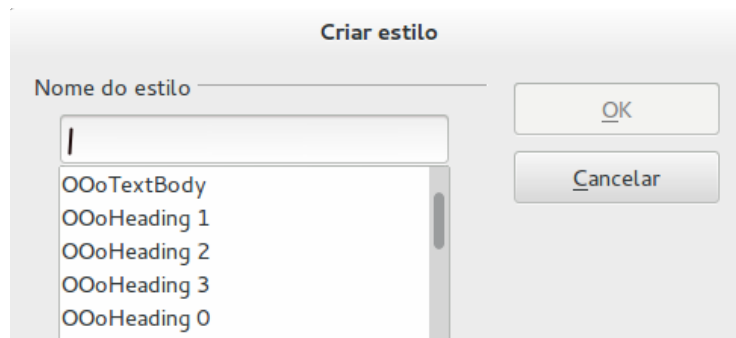 Criar estilo
Nome do estilo
OK
Cancelar
OOoTextBody
OOoHeading 1
OOoHeading 2
OOoHeading 3
OOoHeading 0